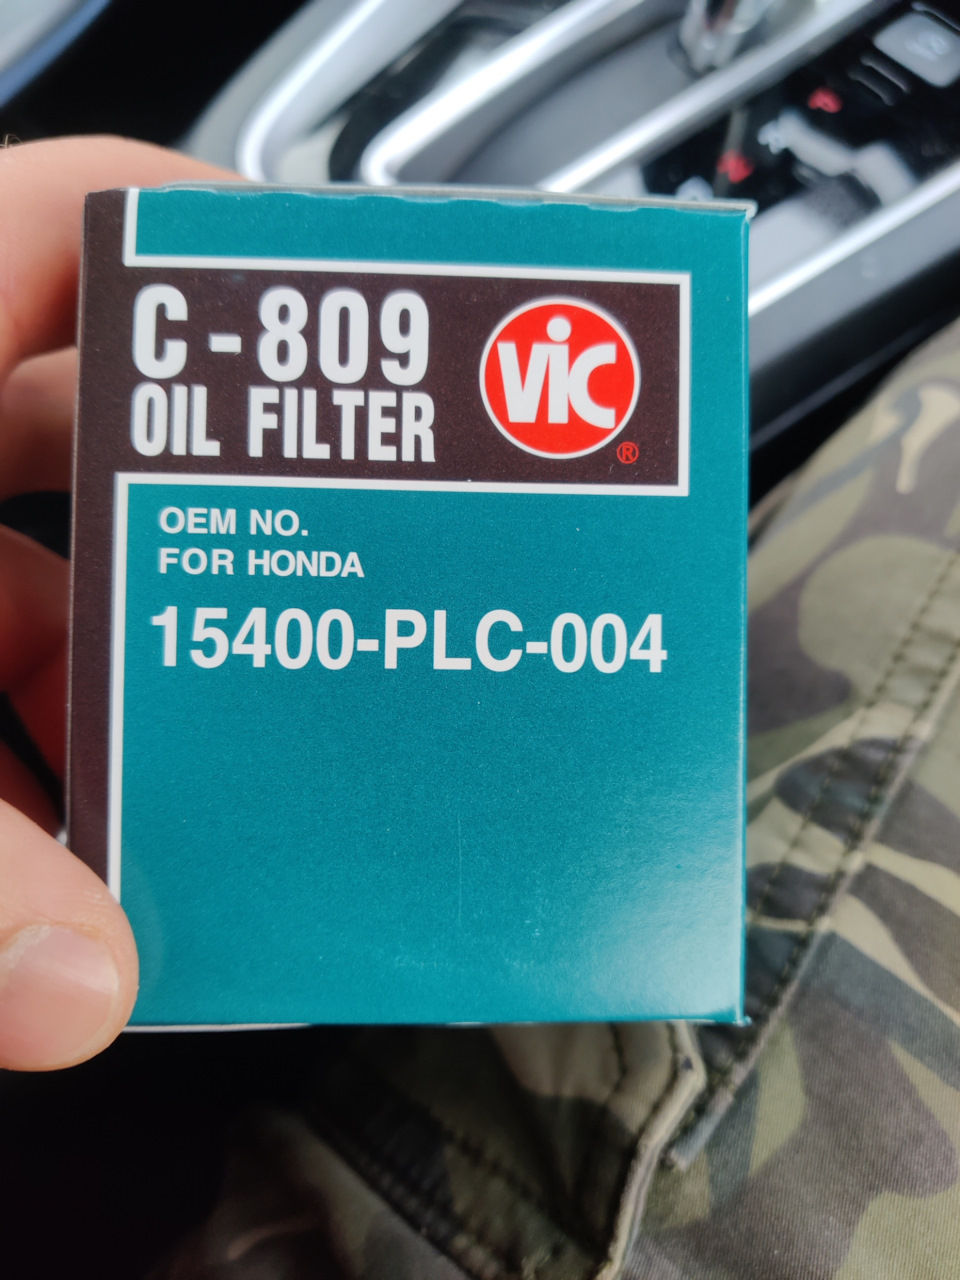 C-809
OIL FILTER
ViC
®
OEM NO.
FOR HONDA
15400-PLC-004